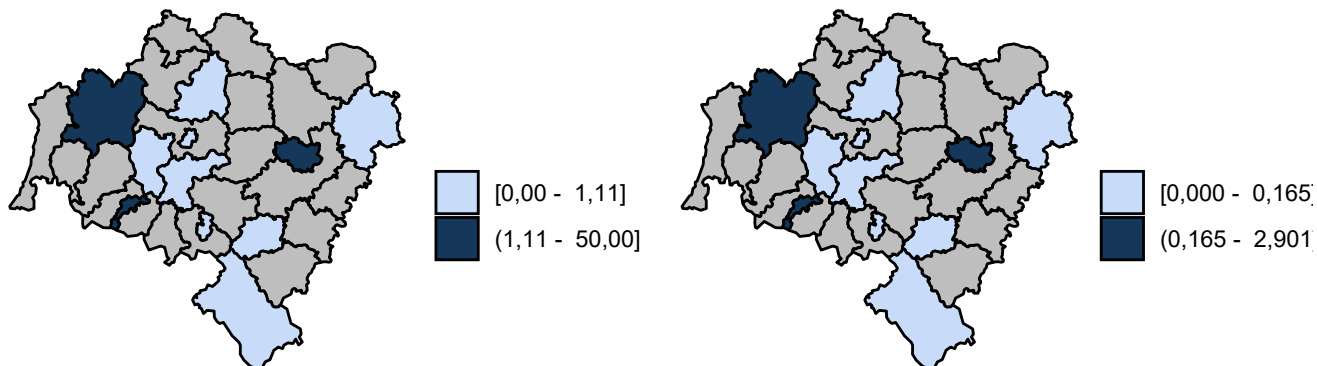 [0,00 - 1,11]
(1,11 - 50,00]
[0,000 - 0,165]
(0,165 - 2,901]